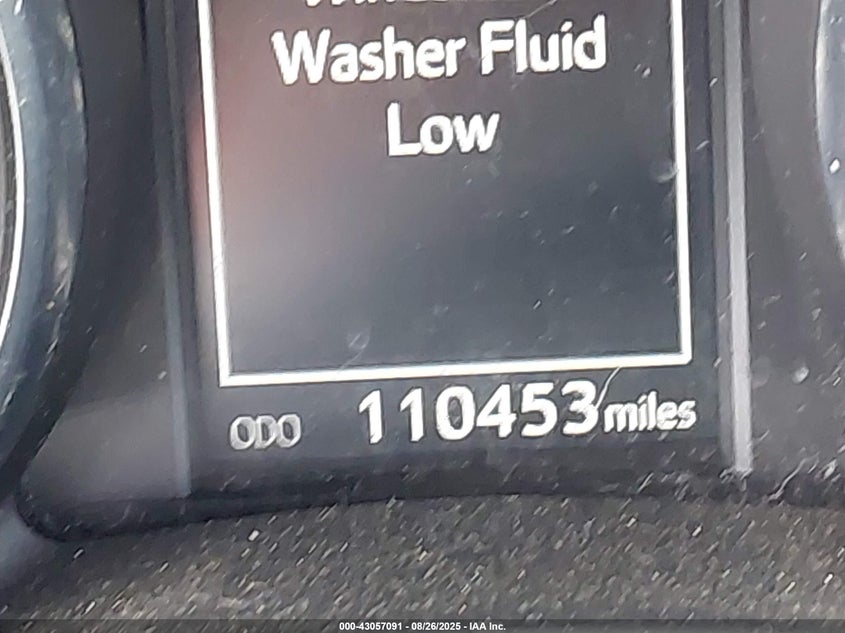 Washer Fluid
Low
ODO 110453 miles
000-43057091 - 08/26/2025 - IAA Inc.